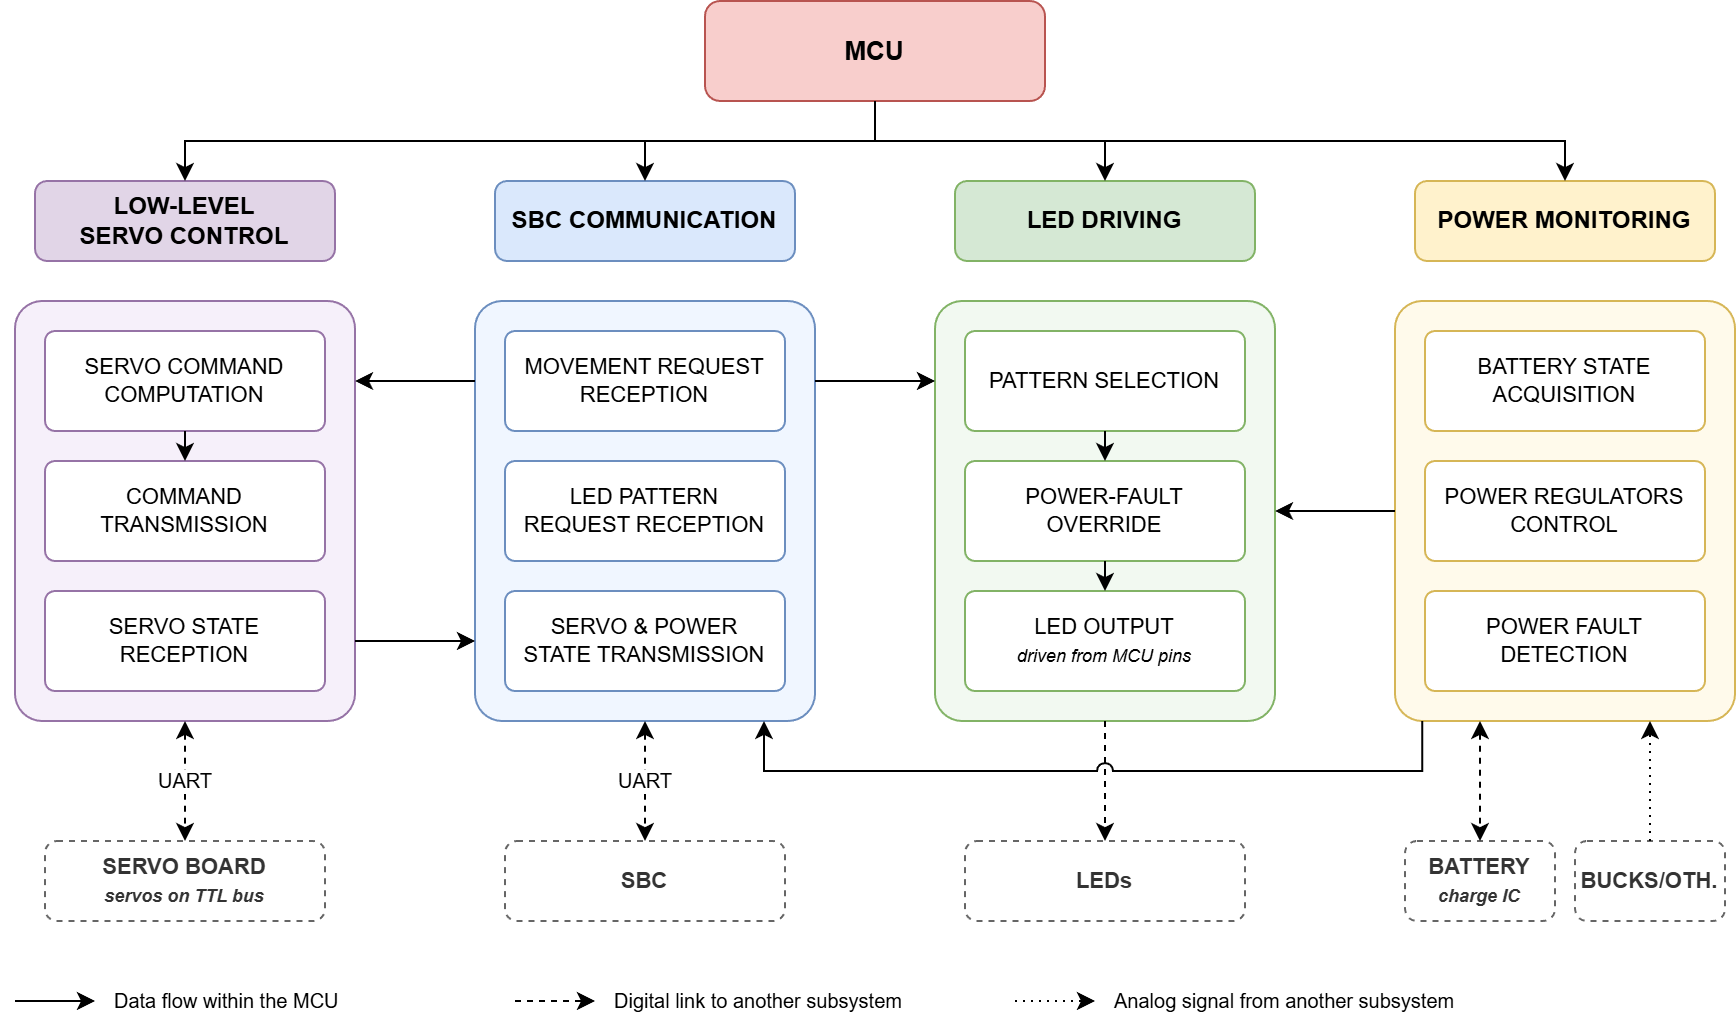 MCU
LOW-LEVEL
SERVO CONTROL
SBC COMMUNICATION
LED DRIVING
POWER MONITORING
SERVO COMMAND
COMPUTATION
COMMAND
TRANSMISSION
SERVO STATE
RECEPTION
MOVEMENT REQUEST
RECEPTION
LED PATTERN
REQUEST RECEPTION
SERVO & POWER
STATE TRANSMISSION
PATTERN SELECTION
POWER-FAULT
OVERRIDE
LED OUTPUT
driven from MCU pins
BATTERY STATE
ACQUISITION
POWER REGULATORS
CONTROL
POWER FAULT
DETECTION
UART
UART
SERVO BOARD
servos on TTL bus
SBC
LEDs
BATTERY
charge IC
BUCKS/OTH.
Data flow within the MCU
Digital link to another subsystem
Analog signal from another subsystem